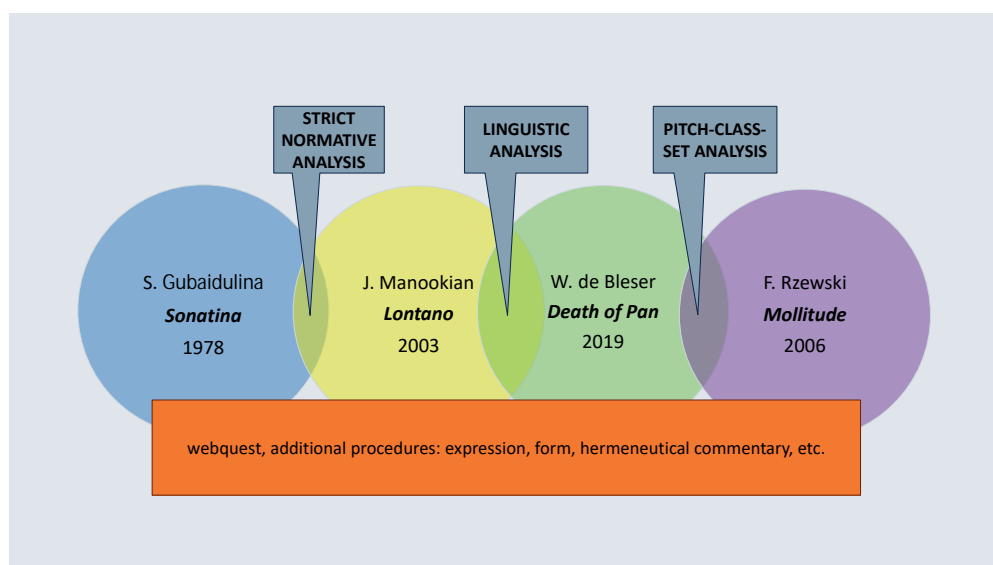 STRICT
NORMATIVE
ANALYSIS
LINGUISTIC
ANALYSIS
PITCH-CLASS-
SET ANALYSIS
S. Gubaidulina
Sonatina
1978
J. Manookian
Lontano
2003
W. de Bleser
Death of Pan
2019
F. Rzewski
Mollitude
2006
webquest, additional procedures: expression, form, hermeneutical commentary, etc.